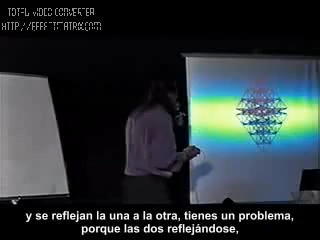 TOTAL VIDEO CONVERTER
HTTP://EFFECTMATRIX.COM
y se reflejan la una a la otra, tienes un problema,
porque las dos reflejándose,